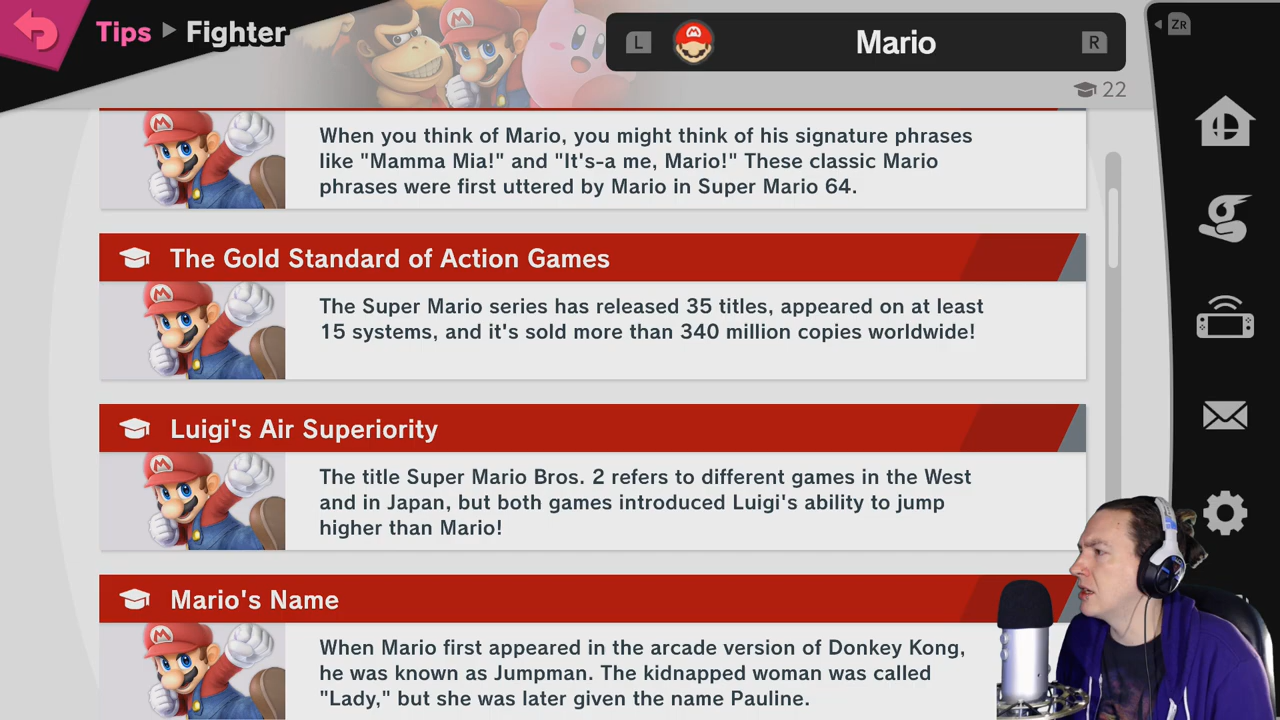 Tips ▶ Fighter
L Mario R
ZR
22
When you think of Mario, you might think of his signature phrases
like "Mamma Mia!" and "It's-a me, Mario!" These classic Mario
phrases were first uttered by Mario in Super Mario 64.
The Gold Standard of Action Games
The Super Mario series has released 35 titles, appeared on at least
15 systems, and it's sold more than 340 million copies worldwide!
Luigi's Air Superiority
The title Super Mario Bros. 2 refers to different games in the West
and in Japan, but both games introduced Luigi's ability to jump
higher than Mario!
Mario's Name
When Mario first appeared in the arcade version of Donkey Kong,
he was known as Jumpman. The kidnapped woman was called
"Lady," but she was later given the name Pauline.